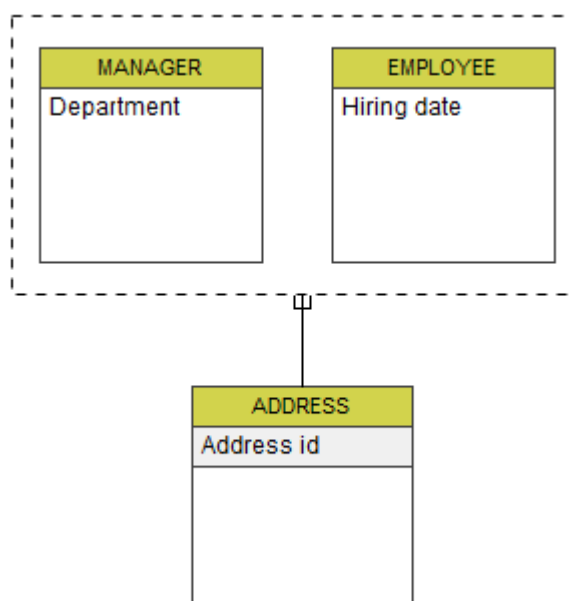 MANAGER
Department
EMPLOYEE
Hiring date
ADDRESS
Address id